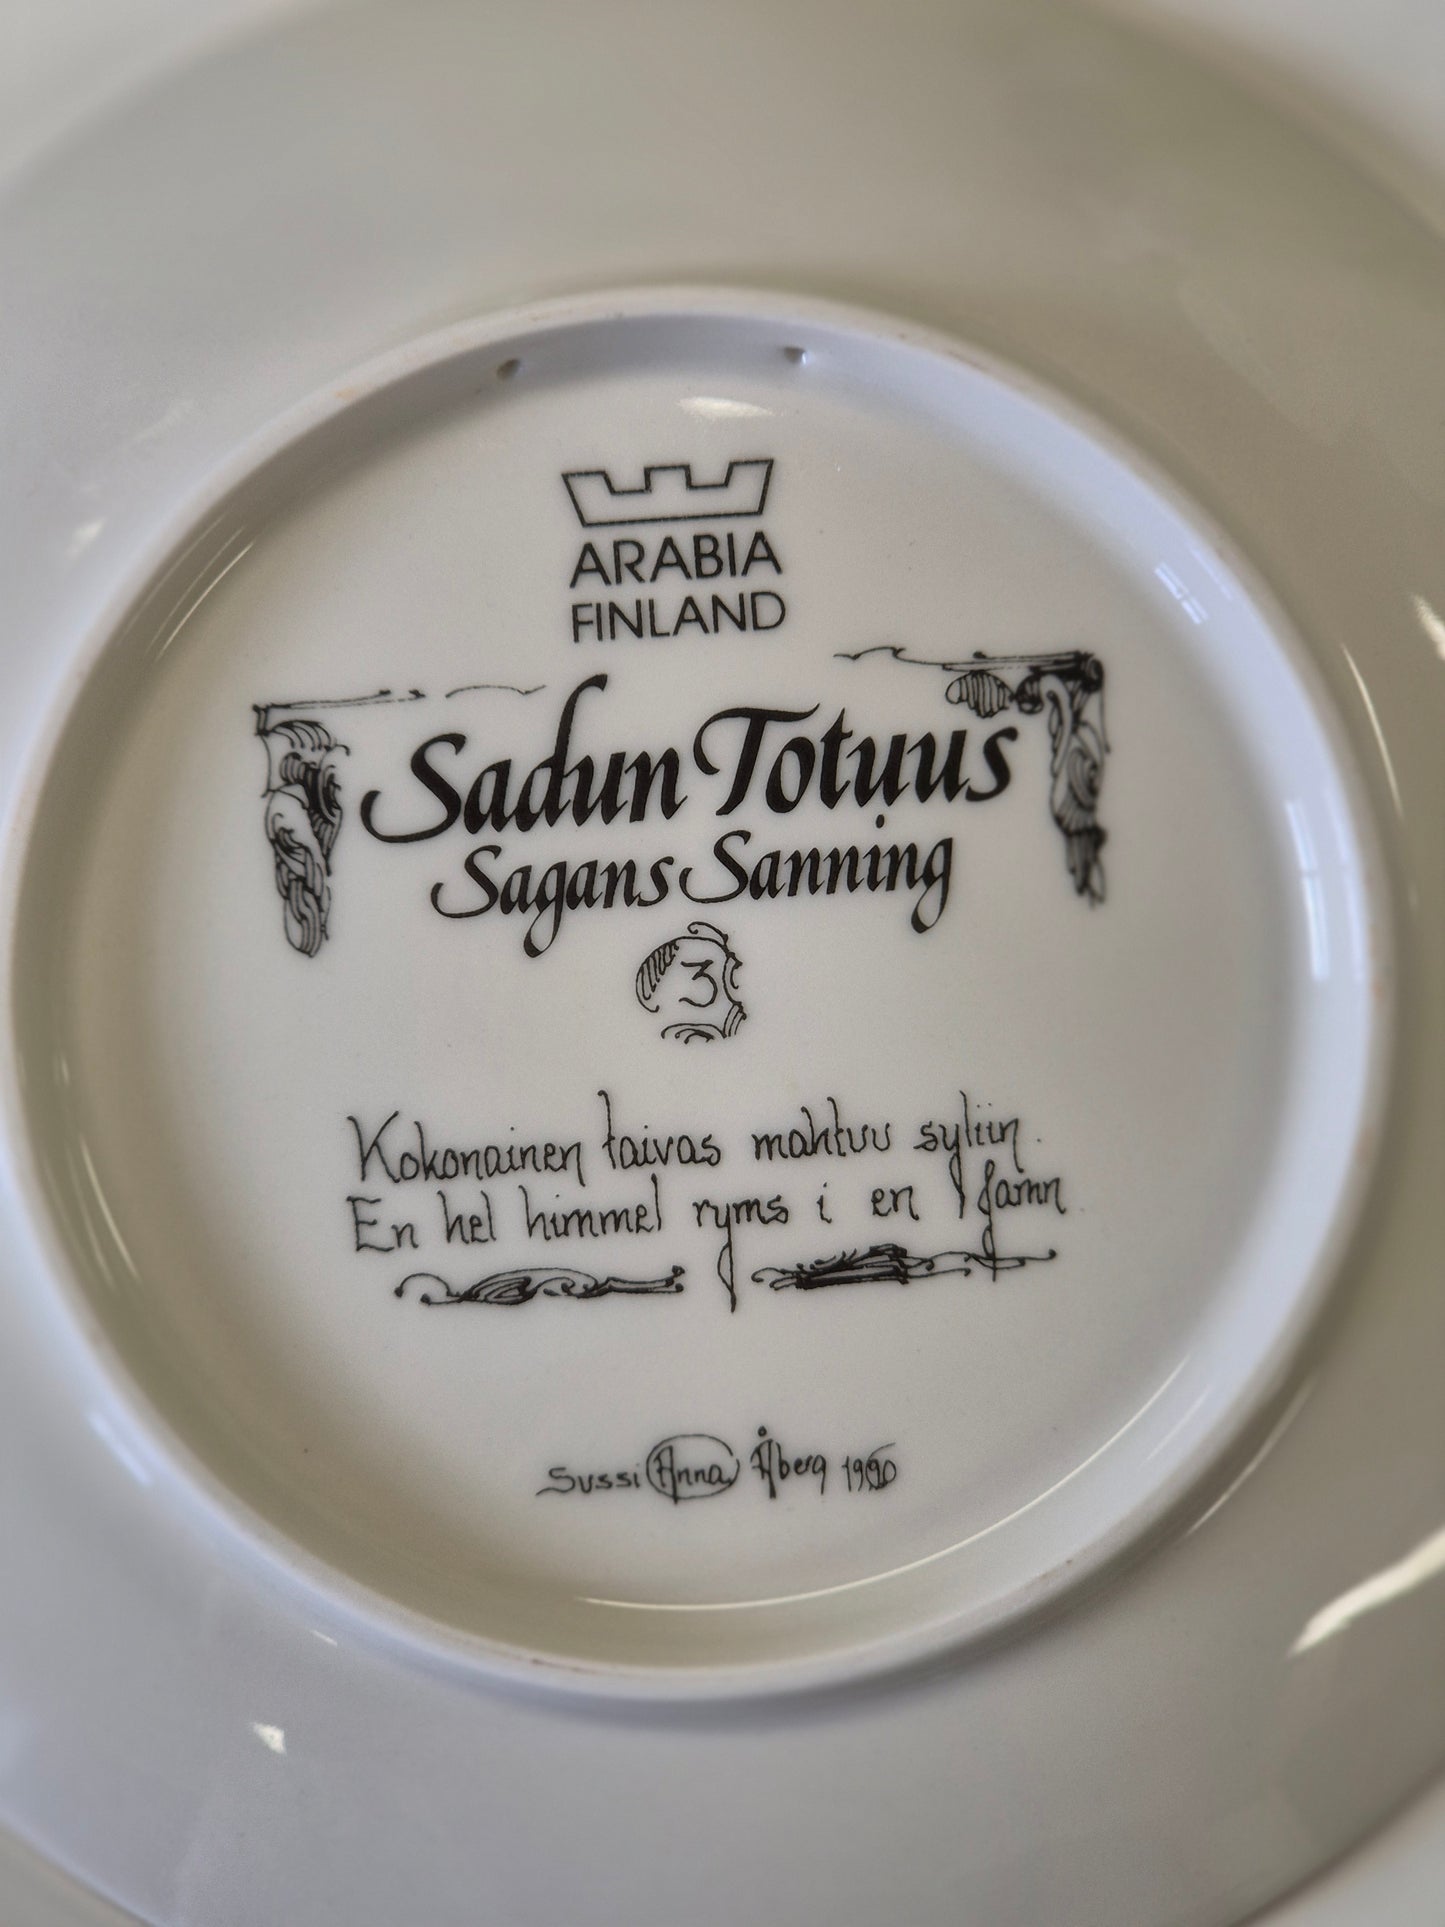 ARABIA
FINLAND
Sadun Totuus
Sagans Sanning
3
Kokonainen taivas mahtuu syliin.
En hel himmel ryms i en famn
Sussi Anna Åberg 1990